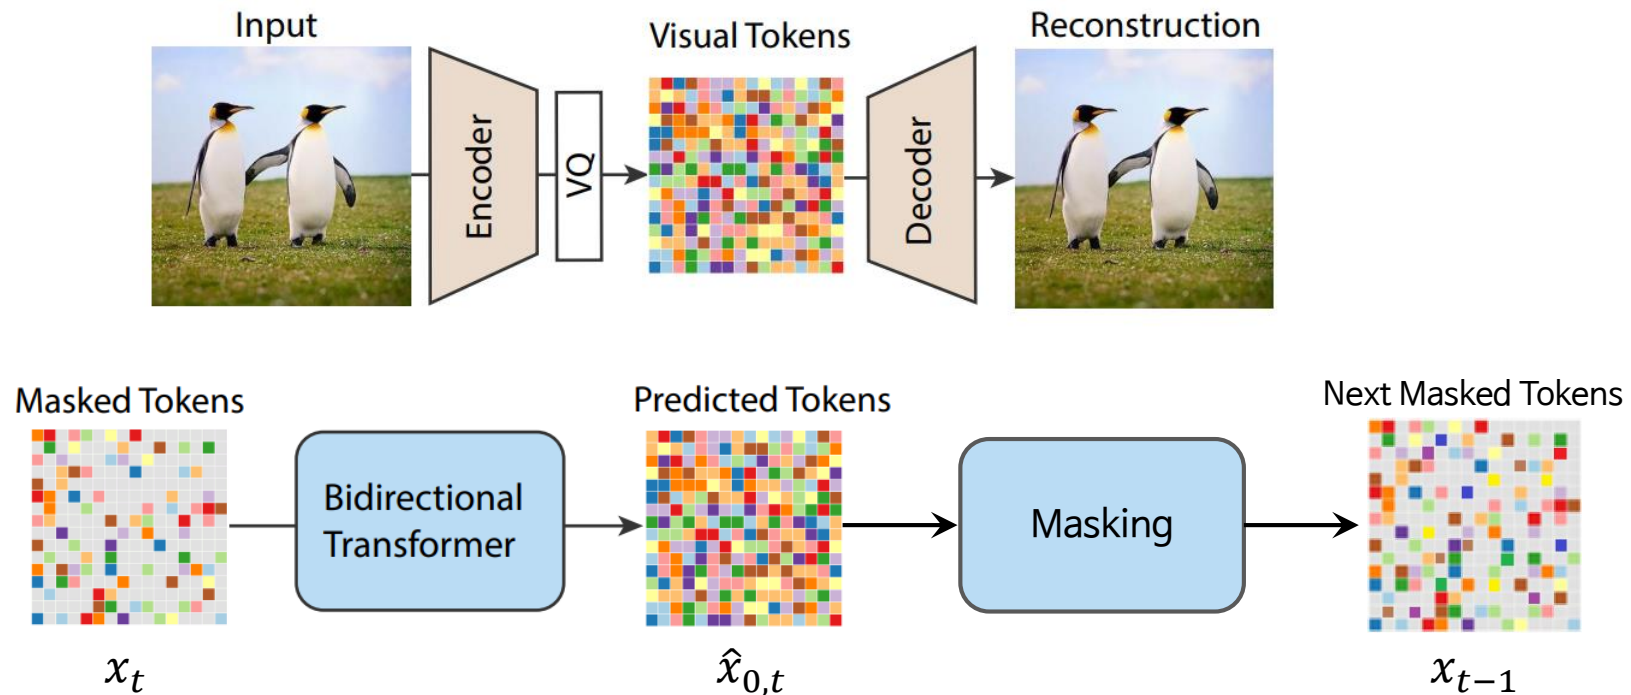 Input
Visual Tokens
Reconstruction
Encoder
VQ
Decoder
Masked Tokens
Predicted Tokens
Next Masked Tokens
Bidirectional
Transformer
Masking
x_t
x̂_{0,t}
x_{t−1}